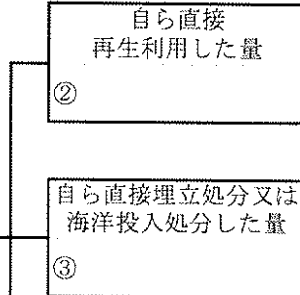 自ら直接
再生利用した量
②
自ら直接埋立処分又は
海洋投入処分した量
③